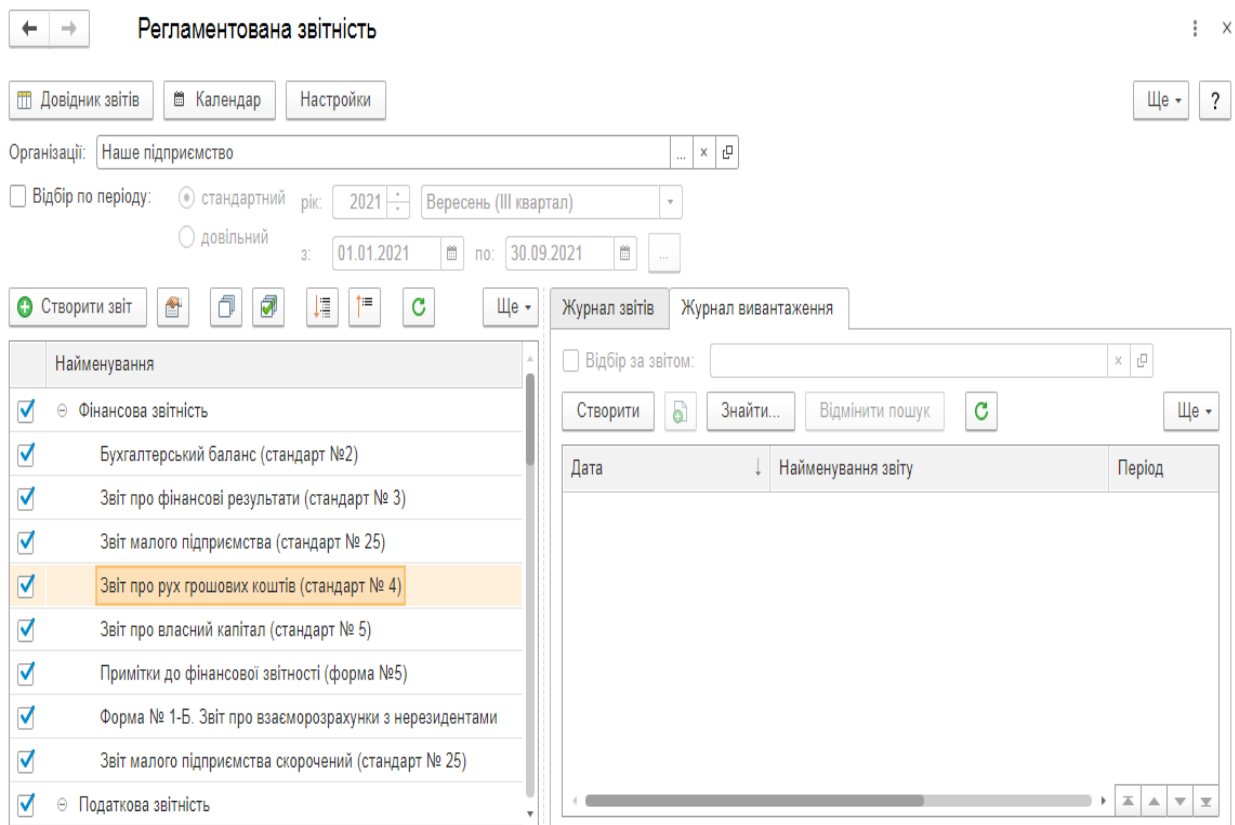 Регламентована звітність
Довідник звітів Календар Настройки Ще ?
Організації: Наше підприємство ...
Відбір по періоду: стандартний рік: 2021 Вересень (III квартал)
довільний з: 01.01.2021 по: 30.09.2021 ...
Створити звіт Ще
Найменування
Фінансова звітність
Бухгалтерський баланс (стандарт №2)
Звіт про фінансові результати (стандарт № 3)
Звіт малого підприємства (стандарт № 25)
Звіт про рух грошових коштів (стандарт № 4)
Звіт про власний капітал (стандарт № 5)
Примітки до фінансової звітності (форма №5)
Форма № 1-Б. Звіт про взаєморозрахунки з нерезидентами
Звіт малого підприємства скорочений (стандарт № 25)
Податкова звітність
Журнал звітів Журнал вивантаження
Відбір за звітом:
Створити Знайти... Відмінити пошук Ще
Дата Найменування звіту Період